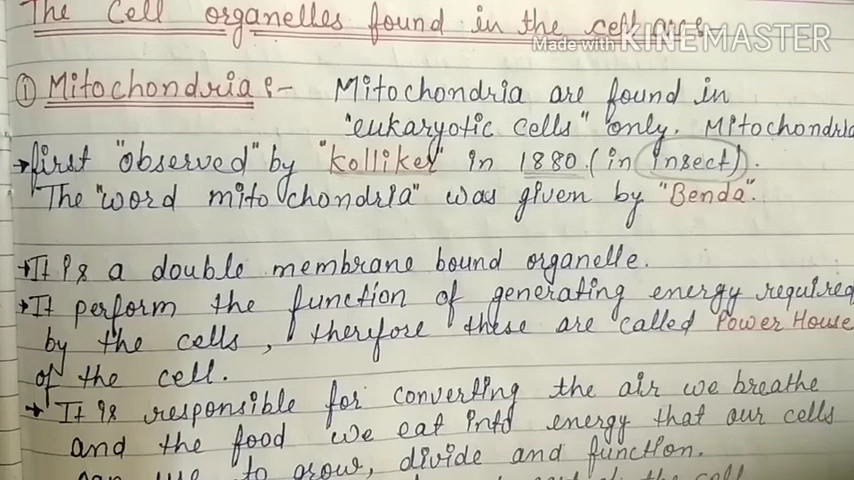 The Cell organelles found in the cell are:
Made with KINEMASTER
① Mitochondria :- Mitochondria are found in
"eukaryotic cells" only. Mitochondria
→ first "observed" by "Kolliker" in 1880. (in insect).
The "word mitochondria" was given by "Benda".
→ It is a double membrane bound organelle.
→ It perform the function of generating energy required
by the cells, therefore these are called Power House
of the cell.
→ It is responsible for converting the air we breathe
and the food we eat into energy that our cells
can use to grow, divide and function.
the cell